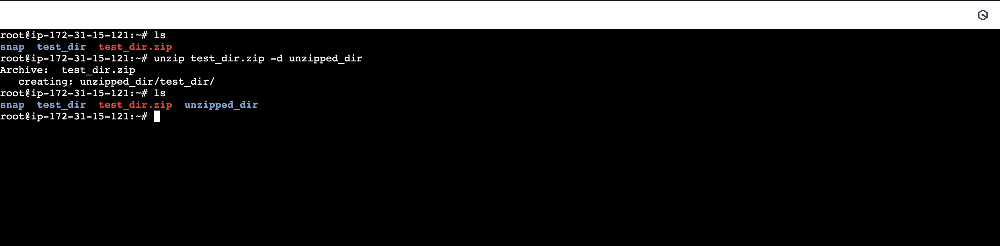 root@ip-172-31-15-121:~# ls
snap  test_dir  test_dir.zip
root@ip-172-31-15-121:~# unzip test_dir.zip -d unzipped_dir
Archive:  test_dir.zip
   creating: unzipped_dir/test_dir/
root@ip-172-31-15-121:~# ls
snap  test_dir  test_dir.zip  unzipped_dir
root@ip-172-31-15-121:~#